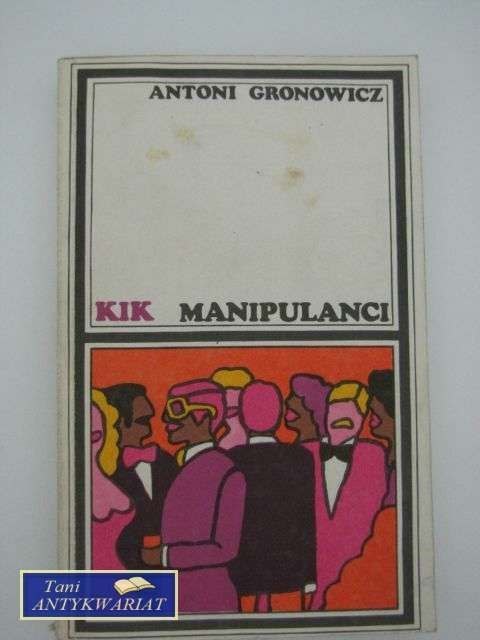 ANTONI GRONOWICZ
KIK MANIPULANCI
Tani
ANTYKWARIAT